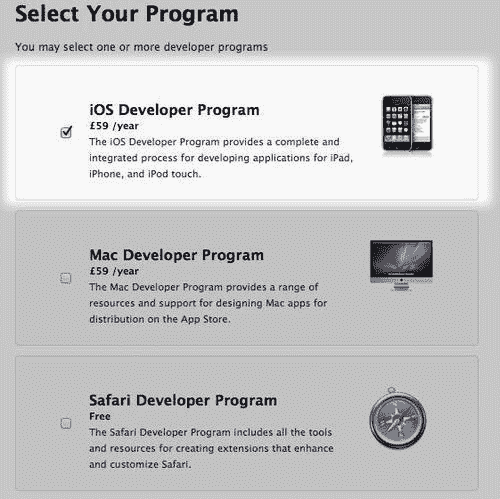 Select Your Program
You may select one or more developer programs
iOS Developer Program
£59 /year
The iOS Developer Program provides a complete and
integrated process for developing applications for iPad,
iPhone, and iPod touch.
Mac Developer Program
£59 /year
The Mac Developer Program provides a range of
resources and support for designing Mac apps for
distribution on the App Store.
Safari Developer Program
Free
The Safari Developer Program includes all the tools
and resources for creating extensions that enhance
and customize Safari.